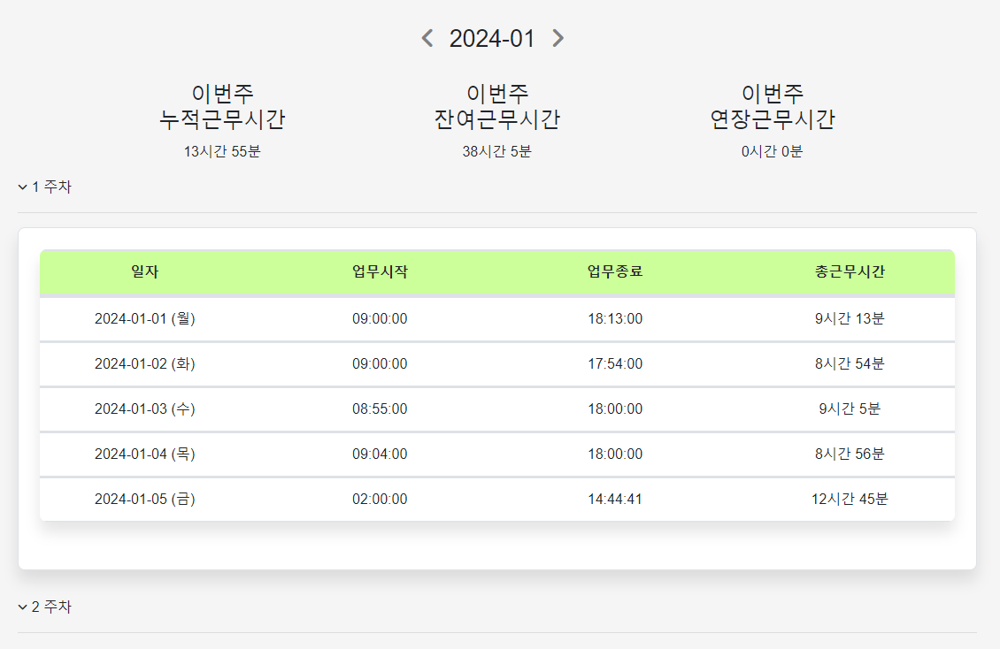 2024-01
이번주
누적근무시간
13시간 55분
이번주
잔여근무시간
38시간 5분
이번주
연장근무시간
0시간 0분
1 주차
일자 업무시작 업무종료 총근무시간
2024-01-01 (월) 09:00:00 18:13:00 9시간 13분
2024-01-02 (화) 09:00:00 17:54:00 8시간 54분
2024-01-03 (수) 08:55:00 18:00:00 9시간 5분
2024-01-04 (목) 09:04:00 18:00:00 8시간 56분
2024-01-05 (금) 02:00:00 14:44:41 12시간 45분
2 주차